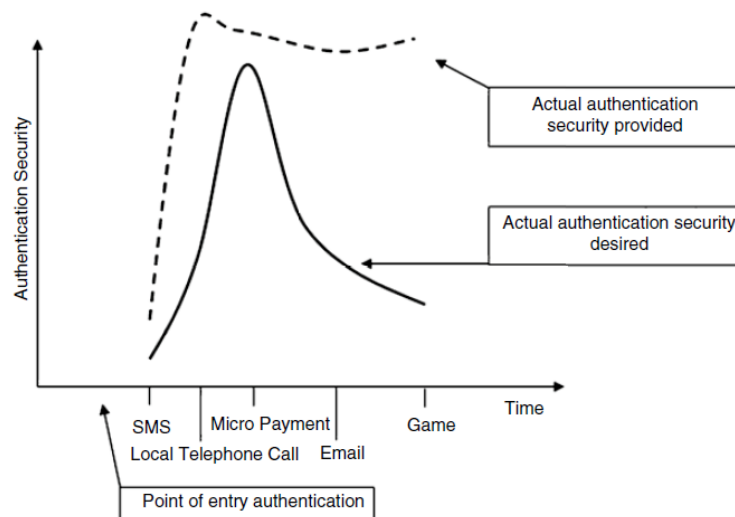 Authentication Security
Actual authentication
security provided
Actual authentication security
desired
SMS
Micro Payment
Game
Time
Local Telephone Call
Email
Point of entry authentication